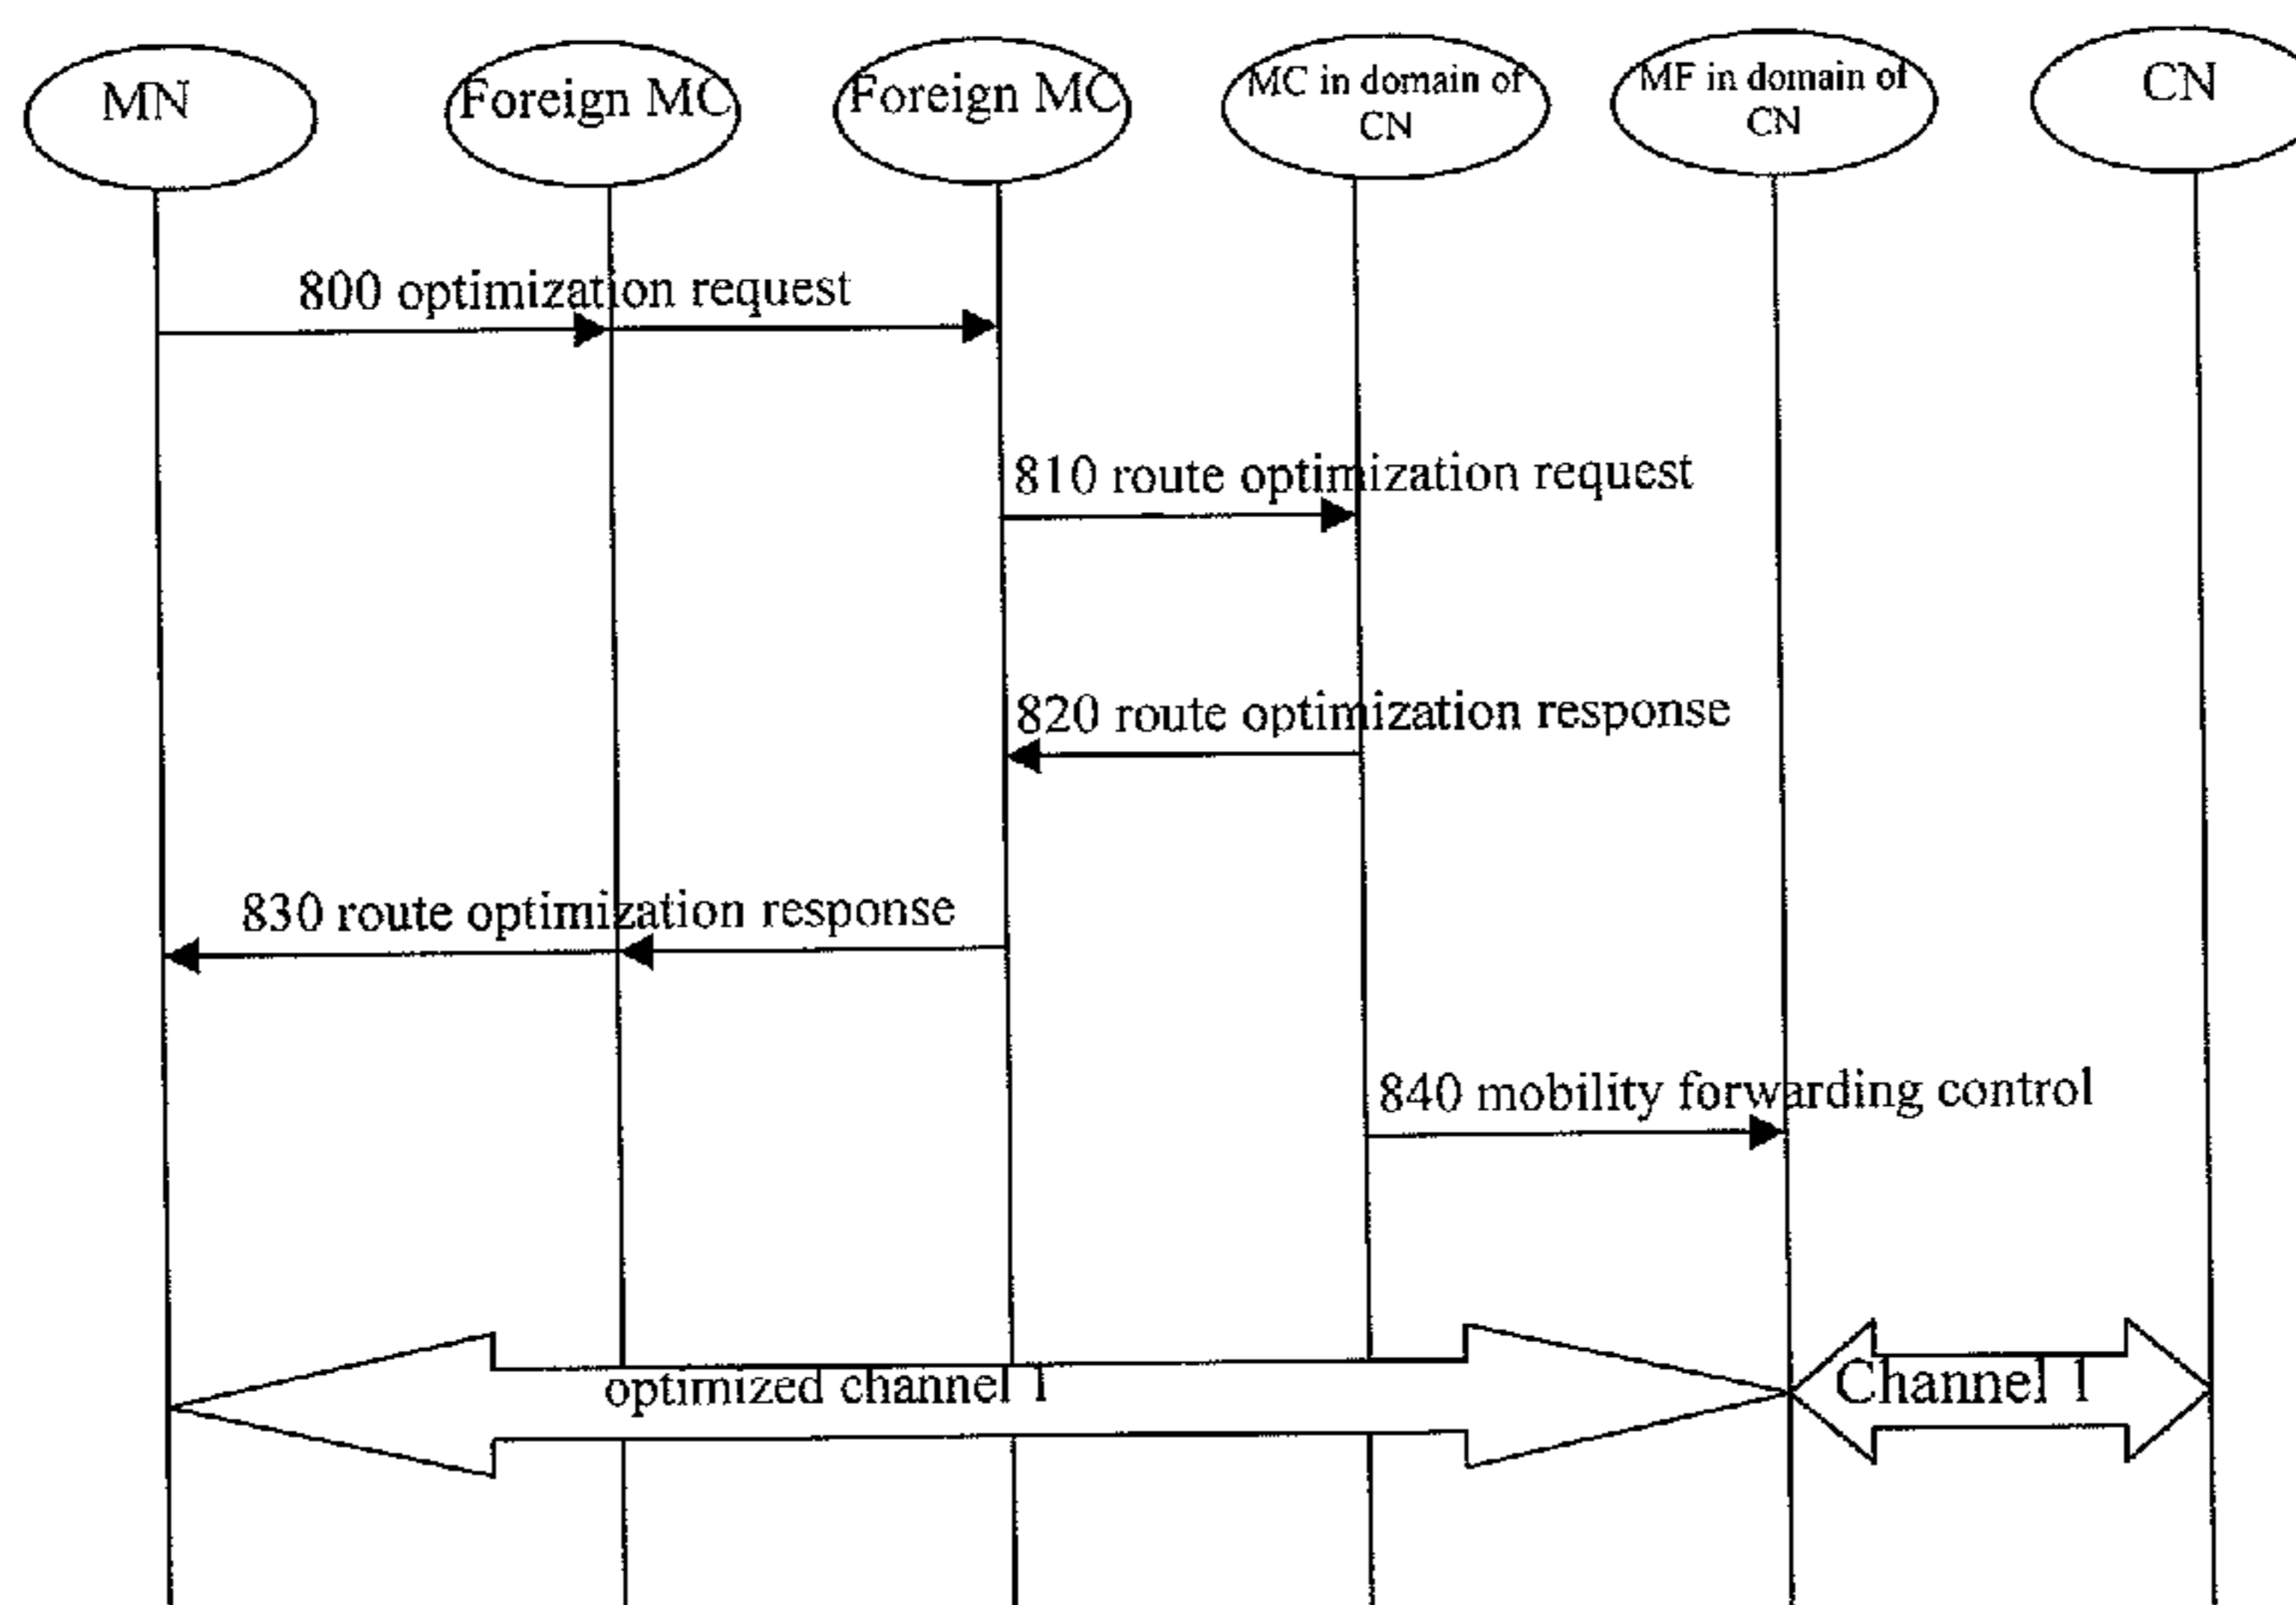 MN
Foreign MC
Foreign MC
MC in domain of
CN
MF in domain of
CN
CN
800 optimization request
810 route optimization request
820 route optimization response
830 route optimization response
840 mobility forwarding control
optimized channel 1
Channel 1